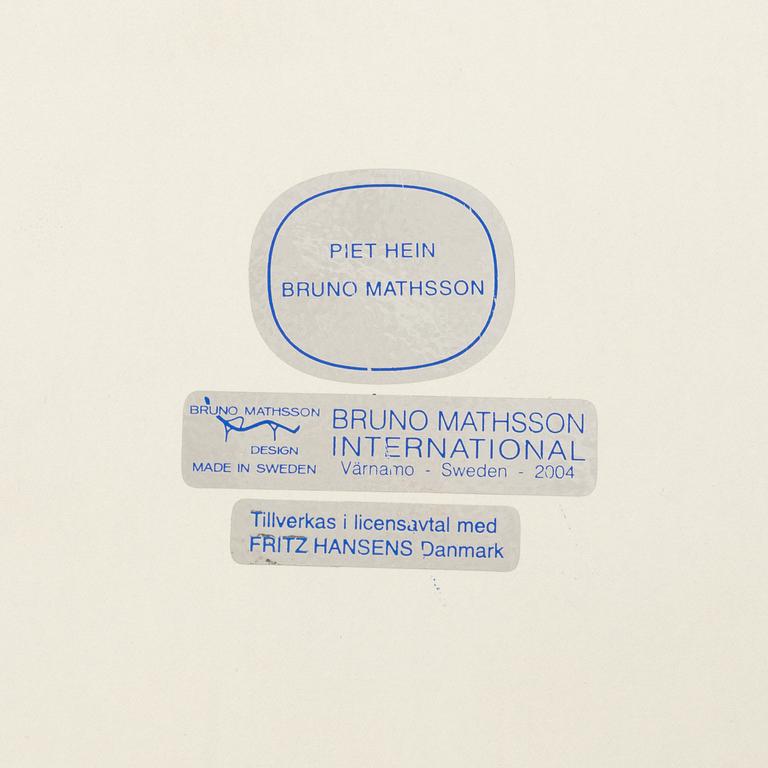 PIET HEIN
BRUNO MATHSSON
BRUNO MATHSSON
DESIGN
MADE IN SWEDEN
BRUNO MATHSSON
INTERNATIONAL
Värnamo - Sweden - 2004
Tillverkas i licensavtal med
FRITZ HANSENS Danmark